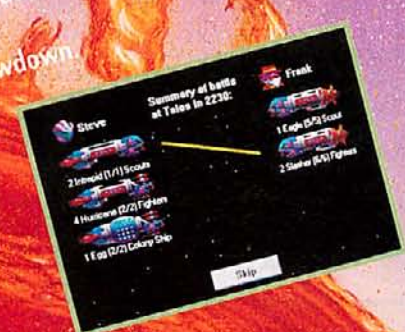 wdown.
Steve
Summary of battle
at Talos in 2230:
Frank
2 Intrepid (1/1) Scouts
4 Hurricane (2/2) Fighters
1 Egg (2/2) Colony Ship
1 Eagle (5/5) Scout
2 Slasher (6/6) Fighters
Skip